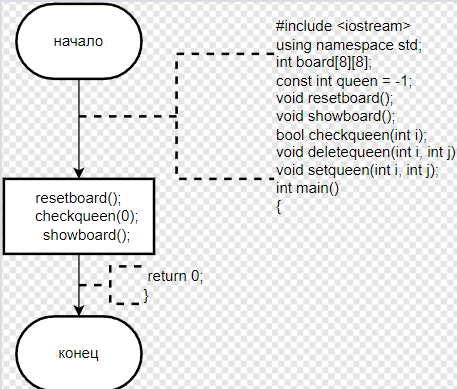 начало
#include <iostream>
using namespace std;
int board[8][8];
const int queen = -1;
void resetboard();
void showboard();
bool checkqueen(int i);
void deletequeen(int i, int j)
void setqueen(int i, int j);
int main()
{
resetboard();
checkqueen(0);
showboard();
return 0;
}
конец